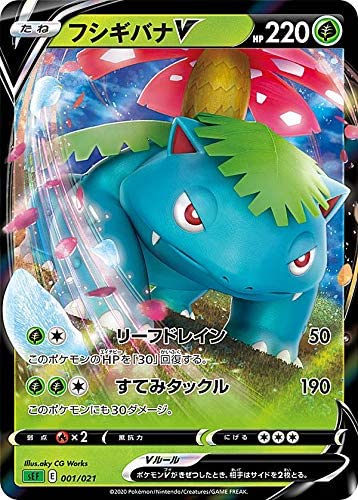 たね フシギバナV HP220
リーフドレイン 50
このポケモンのHPを「30」回復する。
すてみタックル 190
このポケモンにも30ダメージ。
弱点 ×2 抵抗力 にげる
Vルール
ポケモンVがきぜつしたとき、相手はサイドを2枚とる。
Illus.aky CG Works
sEF E 001/021
©2020 Pokémon/Nintendo/Creatures/GAME FREAK.